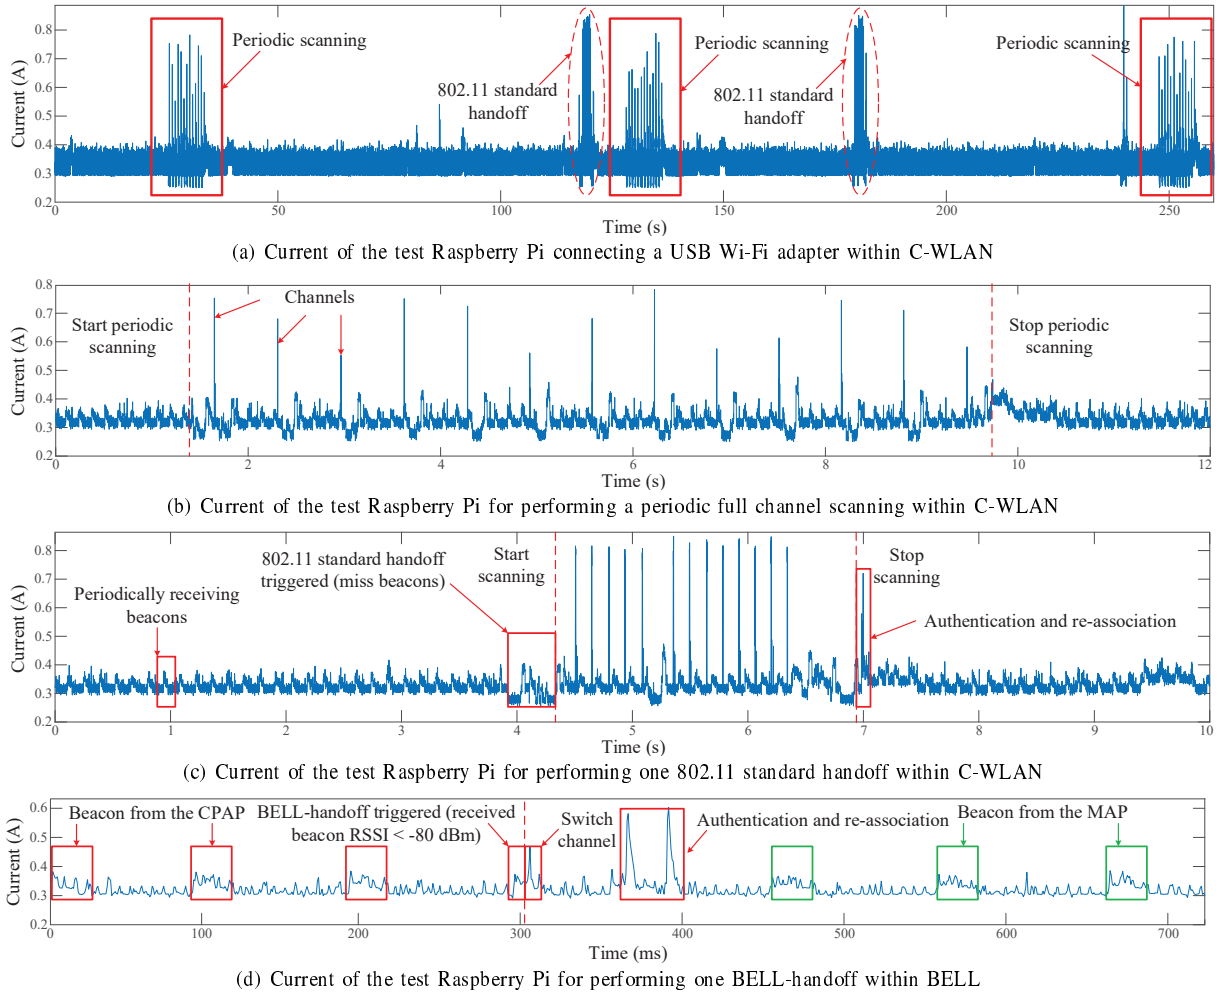 0.8
0.7
0.6
0.5
0.4
0.3
0.2
Current (A)
Periodic scanning
802.11 standard
handoff
Periodic scanning
802.11 standard
handoff
Periodic scanning
0 50 100 120 150 200 250
Time (s)
(a) Current of the test Raspberry Pi connecting a USB Wi-Fi adapter within C-WLAN
0.8
0.7
0.6
0.5
0.4
0.3
0.2
Current (A)
Start periodic
scanning
Channels
Stop periodic
scanning
0 2 4 6 8 10 12
Time (s)
(b) Current of the test Raspberry Pi for performing a periodic full channel scanning within C-WLAN
0.8
0.7
0.6
0.5
0.4
0.3
0.2
Current (A)
Periodically receiving
beacons
802.11 standard handoff
triggered (miss beacons)
Start
scanning
Stop
scanning
Authentication and re-association
0 1 2 3 4 5 6 7 8 9 10
Time (s)
(c) Current of the test Raspberry Pi for performing one 802.11 standard handoff within C-WLAN
0.6
0.5
0.4
0.3
0.2
Current (A)
Beacon from the CPAP
BELL-handoff triggered (received
beacon RSSI < -80 dBm)
Switch
channel
Authentication and re-association
Beacon from the MAP
0 100 200 300 400 500 600 700
Time (ms)
(d) Current of the test Raspberry Pi for performing one BELL-handoff within BELL